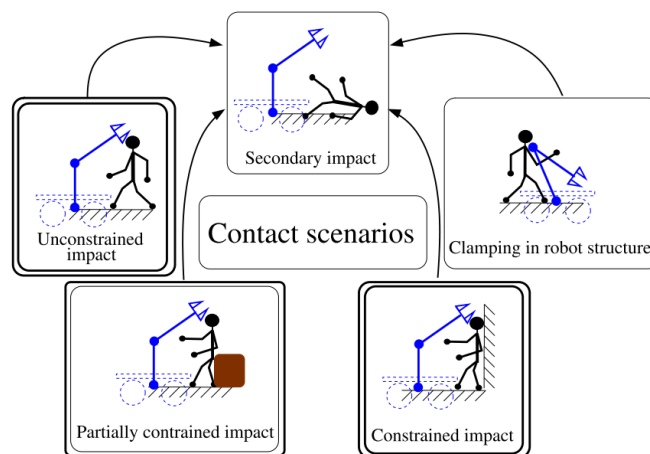 Secondary impact
Unconstrained
impact
Contact scenarios
Clamping in robot structure
Partially contrained impact
Constrained impact